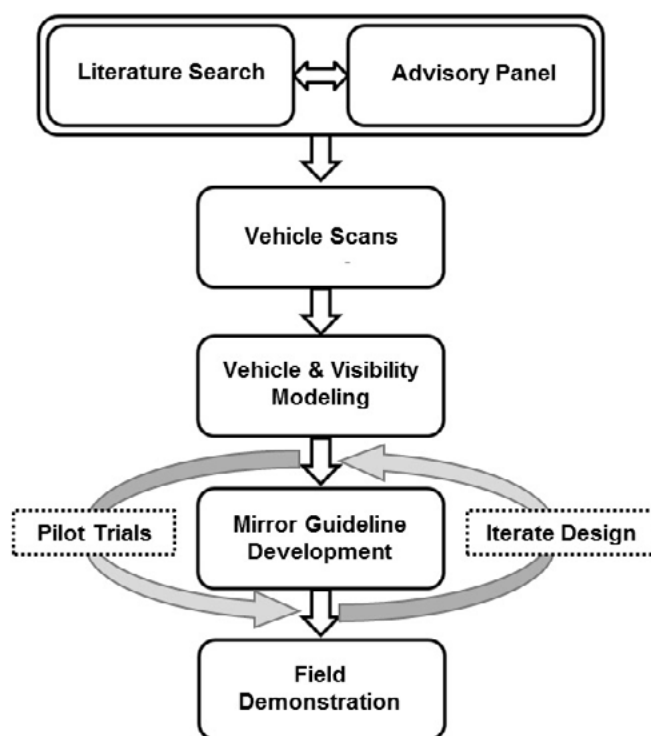 Literature Search
Advisory Panel
Vehicle Scans
Vehicle & Visibility
Modeling
Pilot Trials
Mirror Guideline
Development
Iterate Design
Field
Demonstration